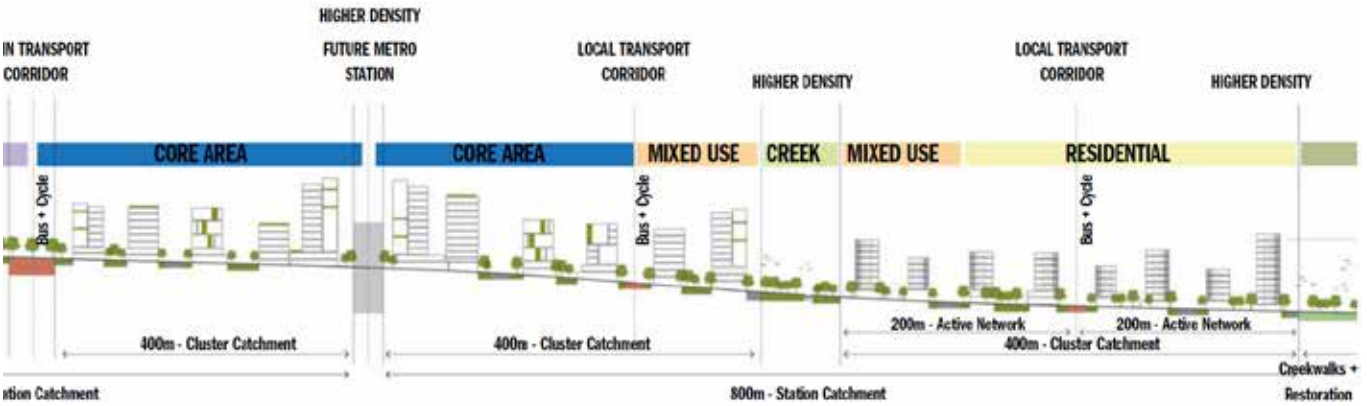 HIGHER DENSITY
IN TRANSPORT
CORRIDOR
FUTURE METRO
STATION
LOCAL TRANSPORT
CORRIDOR
HIGHER DENSITY
LOCAL TRANSPORT
CORRIDOR
HIGHER DENSITY
CORE AREA
CORE AREA
MIXED USE
CREEK
MIXED USE
RESIDENTIAL
Bus + Cycle
Bus + Cycle
Bus + Cycle
200m - Active Network
200m - Active Network
400m - Cluster Catchment
400m - Cluster Catchment
400m - Cluster Catchment
Creekwalks +
Restoration
ation Catchment
800m - Station Catchment